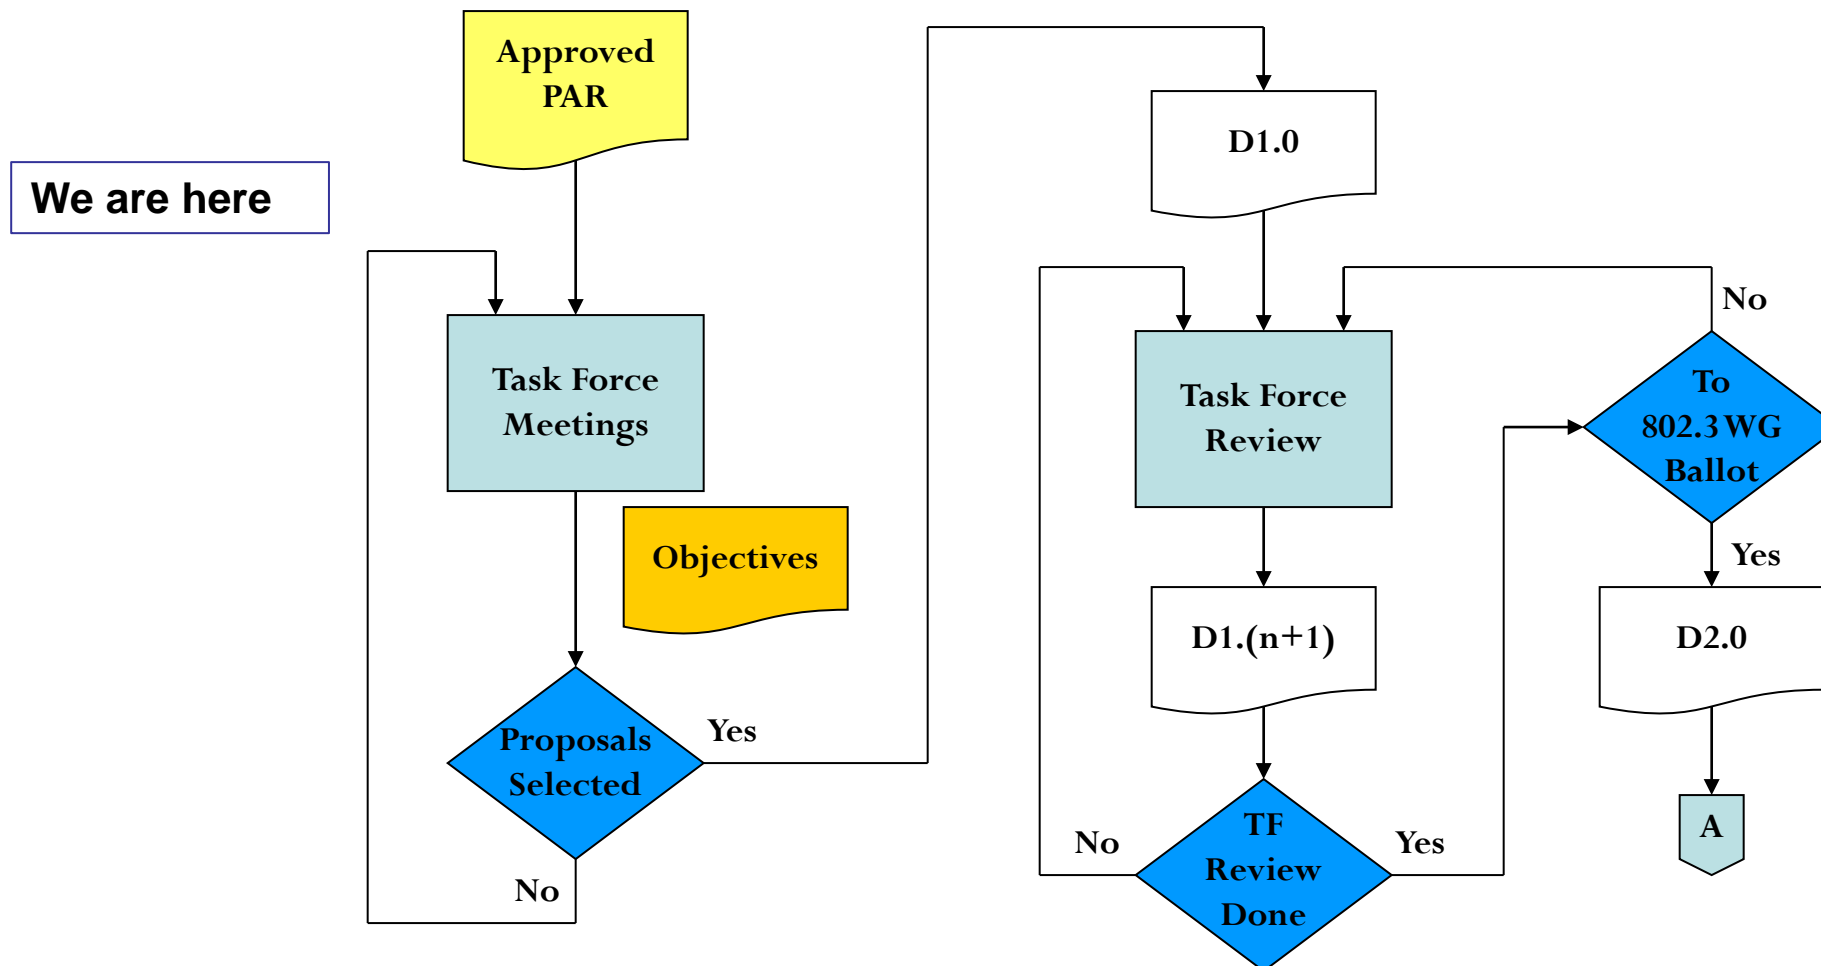 Approved
PAR
We are here
Task Force
Meetings
Objectives
Proposals
Selected
Yes
No
D1.0
Task Force
Review
D1.(n+1)
TF
Review
Done
No
Yes
To
802.3 WG
Ballot
No
Yes
D2.0
A